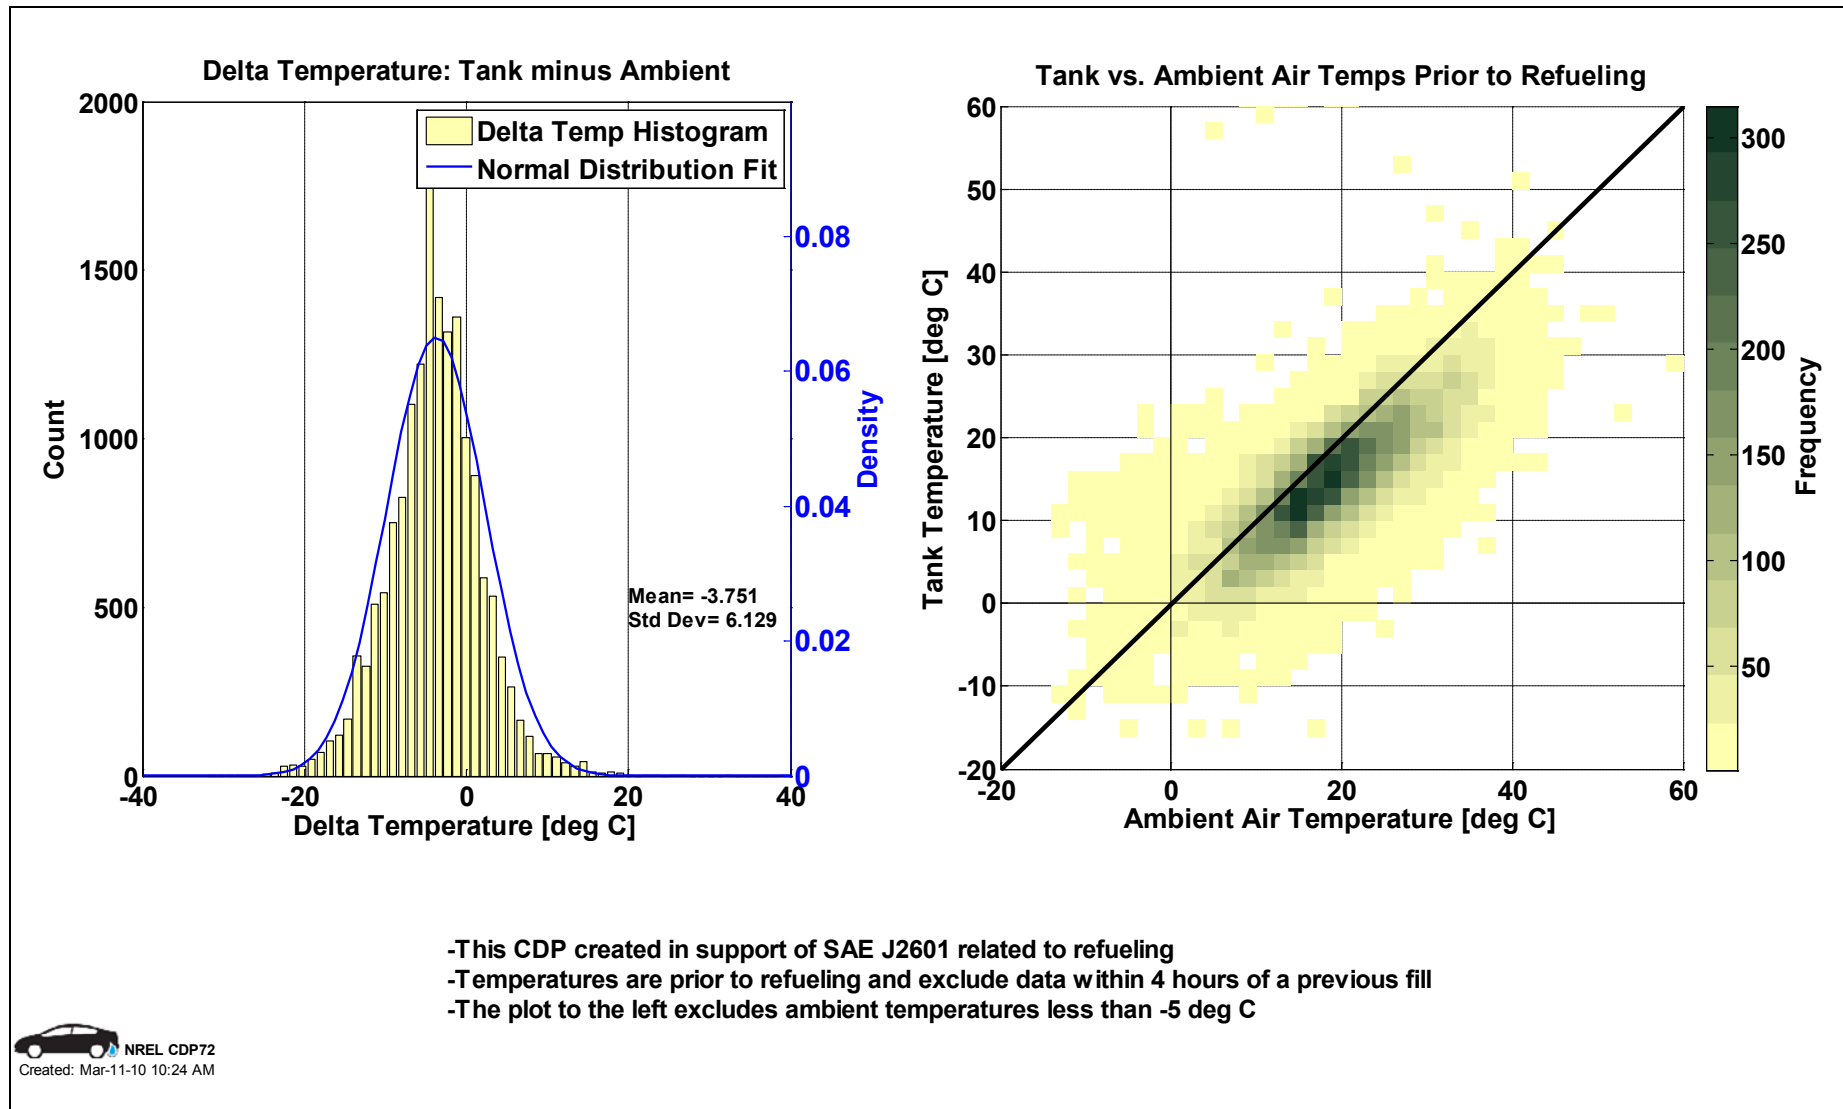 Delta Temperature: Tank minus Ambient
2000
1500
1000
500
0
Count
Delta Temp Histogram
Normal Distribution Fit
0.08
0.06
0.04
0.02
0
Density
Mean= -3.751
Std Dev= 6.129
-40
-20
0
20
40
Delta Temperature [deg C]
Tank vs. Ambient Air Temps Prior to Refueling
60
50
40
30
20
10
0
-10
-20
Tank Temperature [deg C]
-20
0
20
40
60
Ambient Air Temperature [deg C]
300
250
200
150
100
50
Frequency
-This CDP created in support of SAE J2601 related to refueling
-Temperatures are prior to refueling and exclude data within 4 hours of a previous fill
-The plot to the left excludes ambient temperatures less than -5 deg C
NREL CDP72
Created: Mar-11-10 10:24 AM